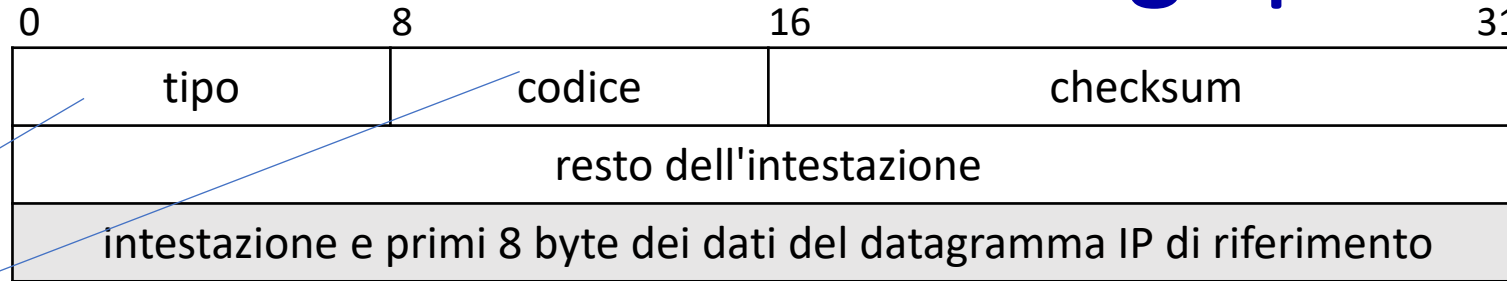 0 8 16 31
tipo codice checksum
resto dell'intestazione
intestazione e primi 8 byte dei dati del datagramma IP di riferimento